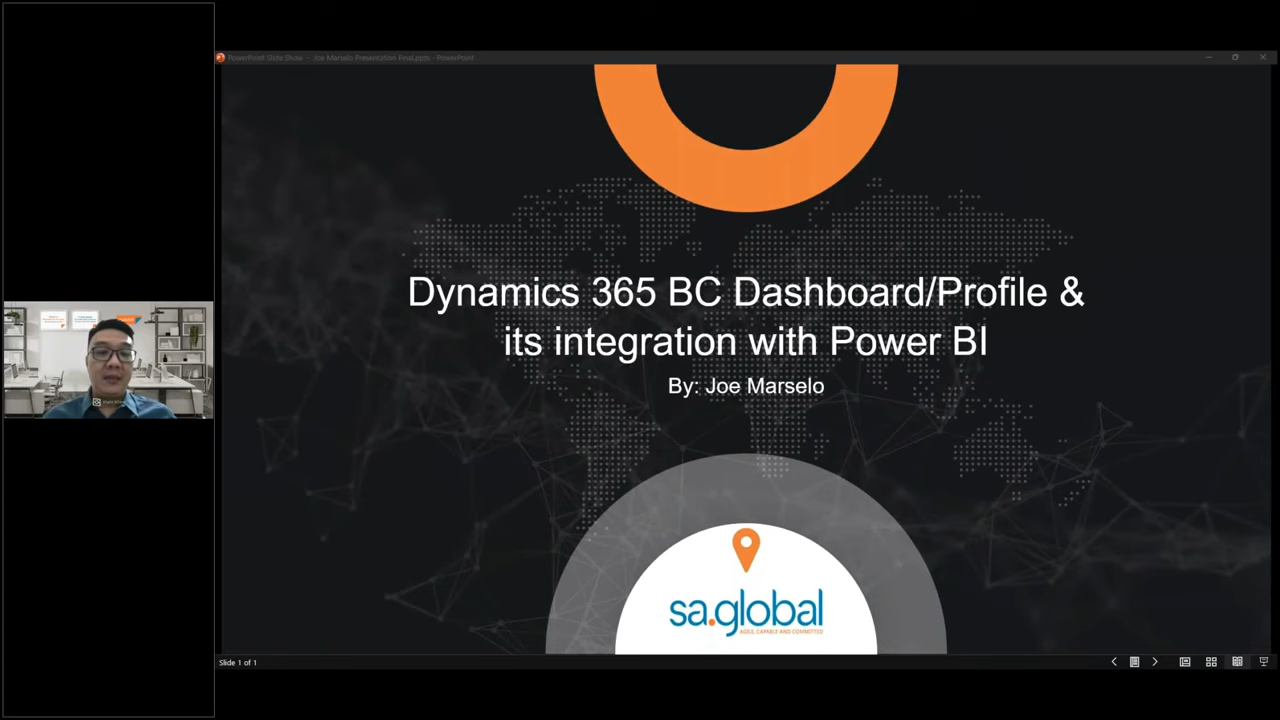 PowerPoint Slide Show - Joe Marselo Presentation Final.pptx - PowerPoint
Dynamics 365 BC Dashboard/Profile &
its integration with Power BI
By: Joe Marselo
sa.global
AGILE, CAPABLE AND COMMITTED
Slide 1 of 1